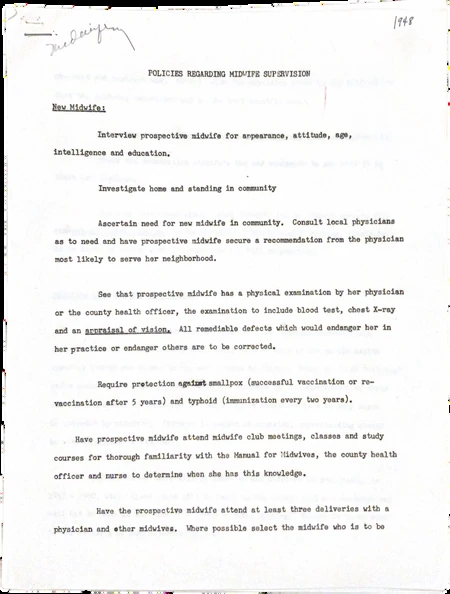 1948
Midwifery
POLICIES REGARDING MIDWIFE SUPERVISION
New Midwife:
Interview prospective midwife for appearance, attitude, age,
intelligence and education.
Investigate home and standing in community
Ascertain need for new midwife in community. Consult local physicians
as to need and have prospective midwife secure a recommendation from the physician
most likely to serve her neighborhood.
See that prospective midwife has a physical examination by her physician
or the county health officer, the examination to include blood test, chest X-ray
and an appraisal of vision. All remediable defects which would endanger her in
her practice or endanger others are to be corrected.
Require protection against smallpox (successful vaccination or re-
vaccination after 5 years) and typhoid (immunization every two years).
Have prospective midwife attend midwife club meetings, classes and study
courses for thorough familiarity with the Manual for Midwives, the county health
officer and nurse to determine when she has this knowledge.
Have the prospective midwife attend at least three deliveries with a
physician and other midwives. Where possible select the midwife who is to be